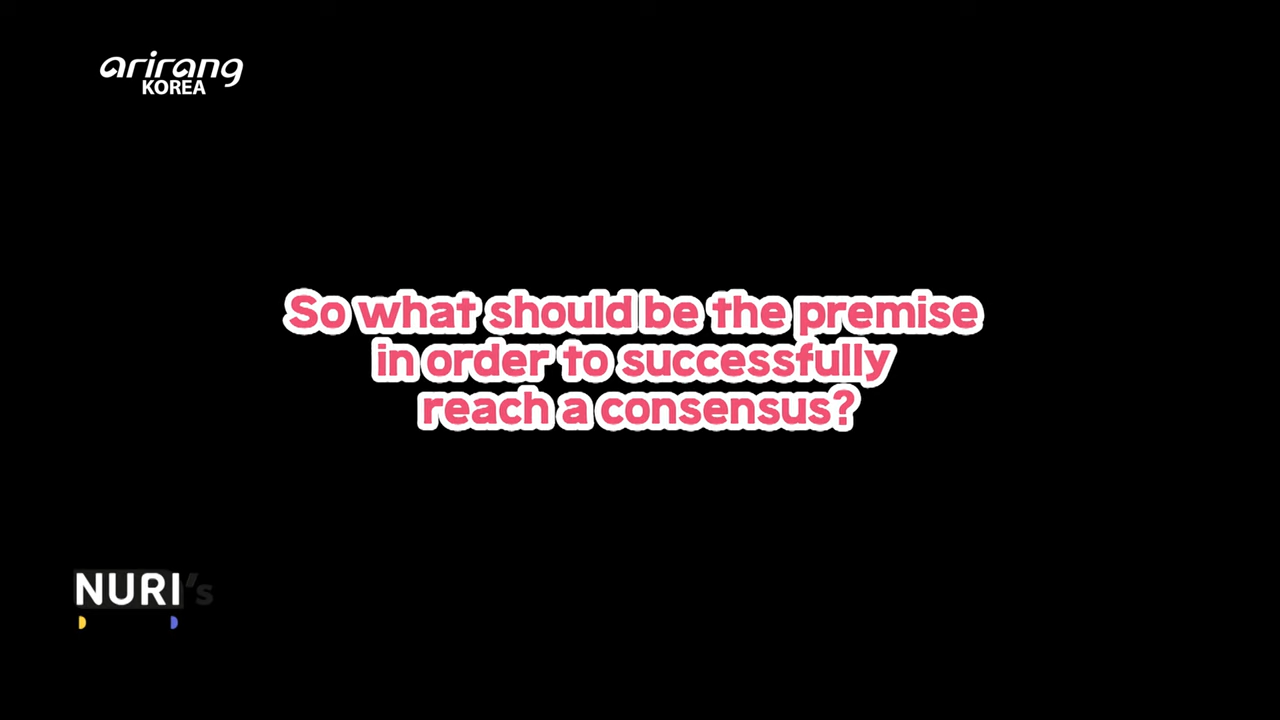 arirang
KOREA
So what should be the premise
in order to successfully
reach a consensus?
NURI's